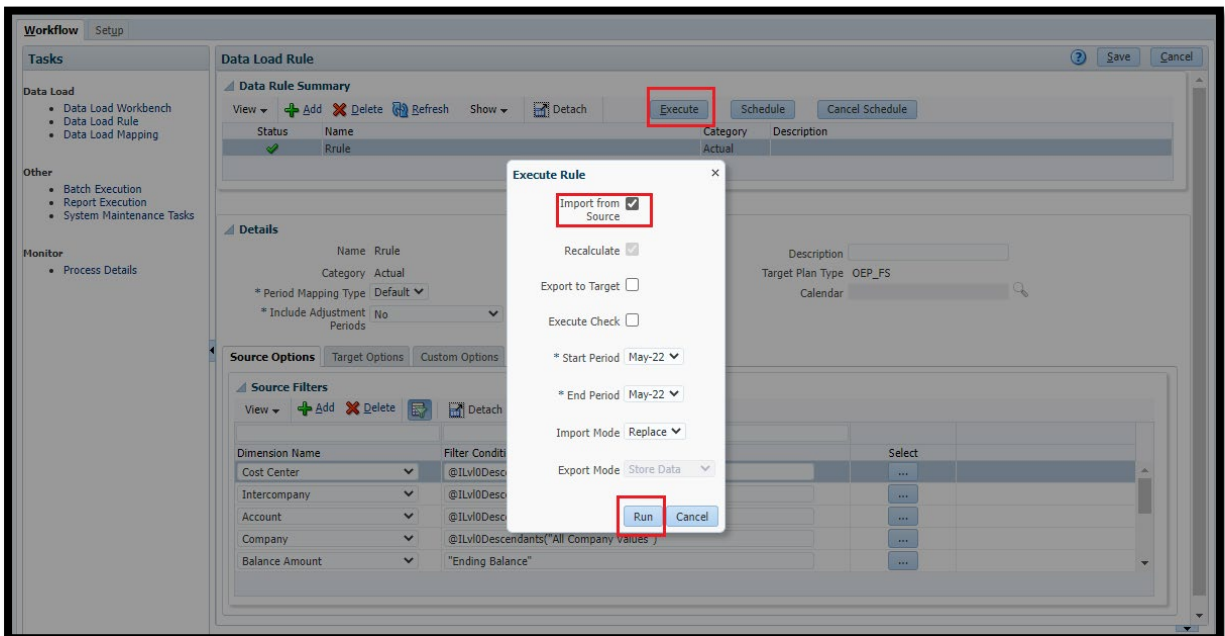 Workflow Setup
Tasks
Data Load
Data Load Workbench
Data Load Rule
Data Load Mapping
Other
Batch Execution
Report Execution
System Maintenance Tasks
Monitor
Process Details
Data Load Rule
? Save Cancel
Data Rule Summary
View Add Delete Refresh Show Detach Execute Schedule Cancel Schedule
Status Name Category Description
Rrule Actual
Details
Name Rrule
Category Actual
* Period Mapping Type Default
* Include Adjustment No
Periods
Description
Target Plan Type OEP_FS
Calendar
Source Options Target Options Custom Options
Source Filters
View Add Delete Detach
Dimension Name Filter Conditi Select
Cost Center @ILvl0Desc ...
Intercompany @ILvl0Desc ...
Account @ILvl0Desc ...
Company @ILvl0Descendants("All Company Values") ...
Balance Amount "Ending Balance" ...
Execute Rule ×
Import from
Source
Recalculate
Export to Target
Execute Check
* Start Period May-22
* End Period May-22
Import Mode Replace
Export Mode Store Data
Run Cancel